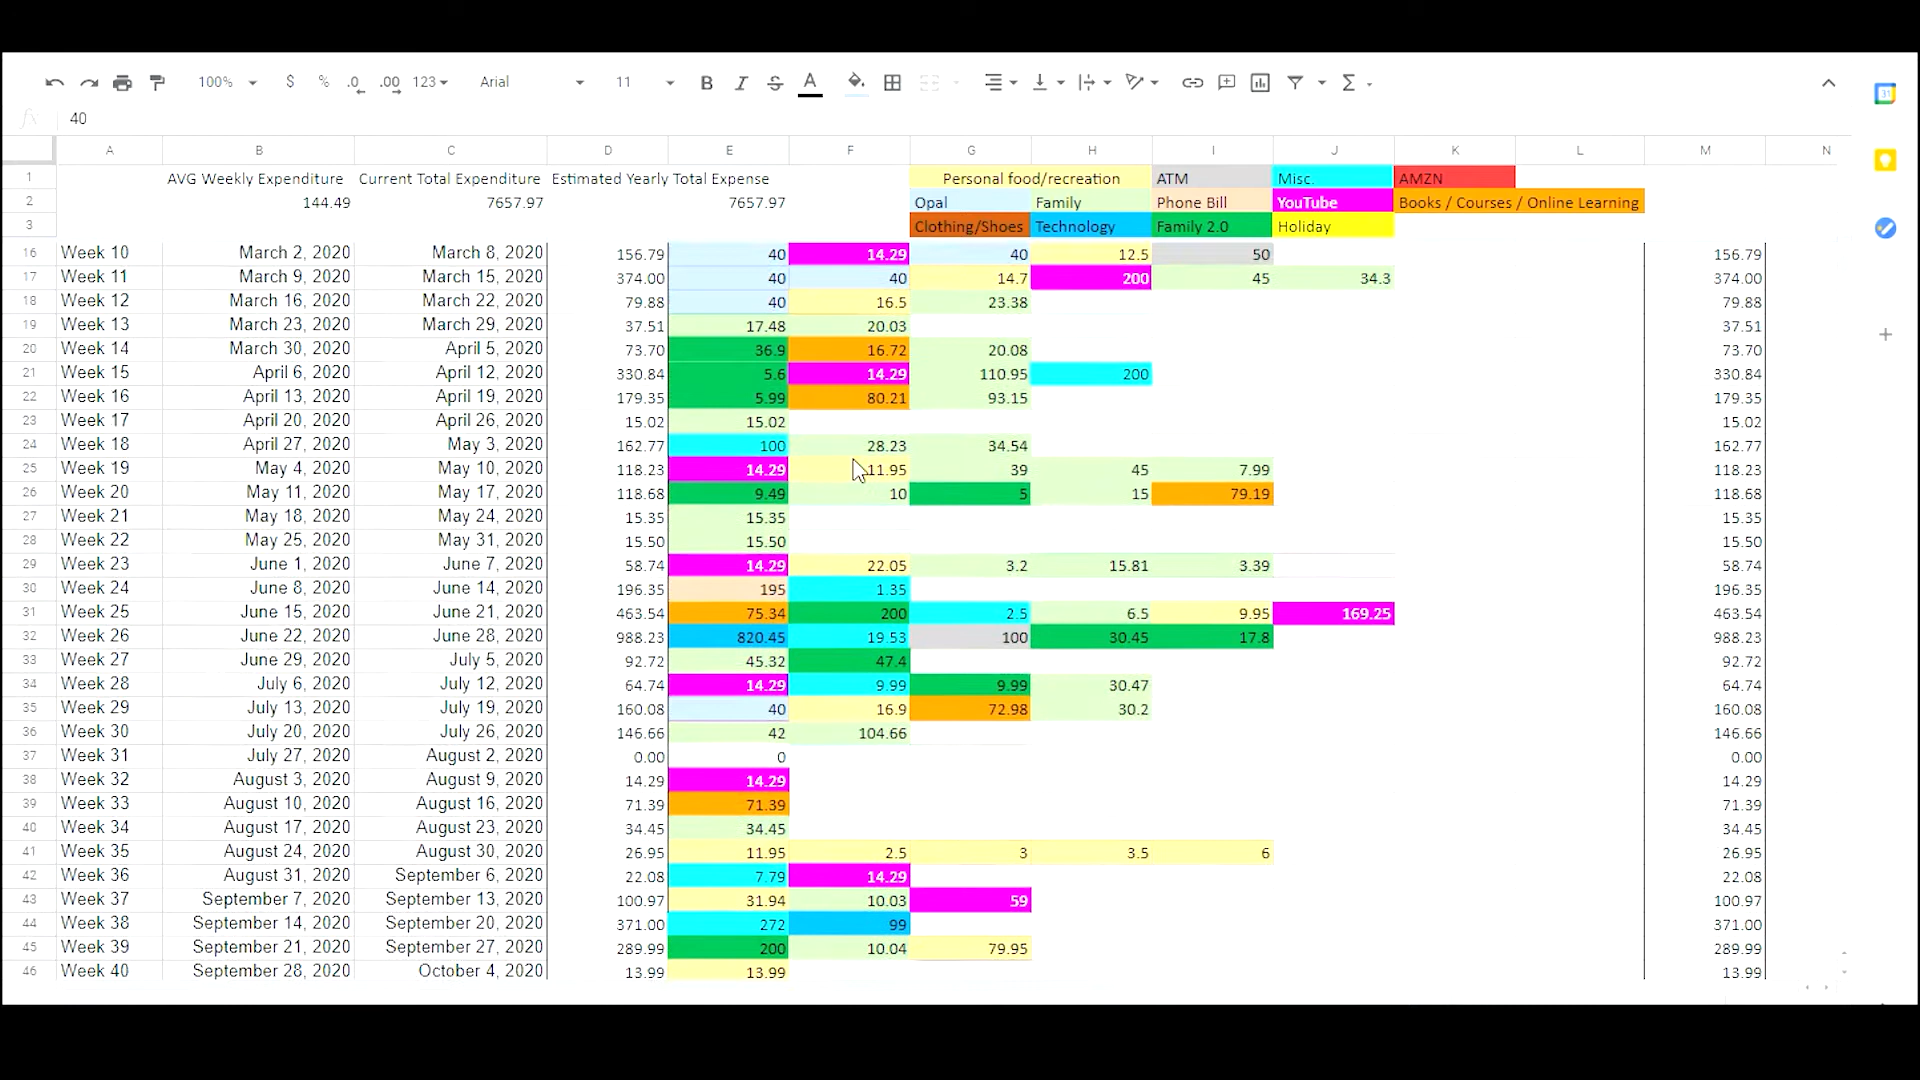 100% $ % .0 .00 123 Arial 11 B I S A Σ
fx 40
A B C D E F G H I J K L M N
1 AVG Weekly Expenditure Current Total Expenditure Estimated Yearly Total Expense Personal food/recreation ATM Misc. AMZN
2 144.49 7657.97 7657.97 Opal Family Phone Bill YouTube Books / Courses / Online Learning
3 Clothing/Shoes Technology Family 2.0 Holiday
16 Week 10 March 2, 2020 March 8, 2020 156.79 40 14.29 40 12.5 50 156.79
17 Week 11 March 9, 2020 March 15, 2020 374.00 40 40 14.7 200 45 34.3 374.00
18 Week 12 March 16, 2020 March 22, 2020 79.88 40 16.5 23.38 79.88
19 Week 13 March 23, 2020 March 29, 2020 37.51 17.48 20.03 37.51
20 Week 14 March 30, 2020 April 5, 2020 73.70 36.9 16.72 20.08 73.70
21 Week 15 April 6, 2020 April 12, 2020 330.84 5.6 14.29 110.95 200 330.84
22 Week 16 April 13, 2020 April 19, 2020 179.35 5.99 80.21 93.15 179.35
23 Week 17 April 20, 2020 April 26, 2020 15.02 15.02 15.02
24 Week 18 April 27, 2020 May 3, 2020 162.77 100 28.23 34.54 162.77
25 Week 19 May 4, 2020 May 10, 2020 118.23 14.29 11.95 39 45 7.99 118.23
26 Week 20 May 11, 2020 May 17, 2020 118.68 9.49 10 5 15 79.19 118.68
27 Week 21 May 18, 2020 May 24, 2020 15.35 15.35 15.35
28 Week 22 May 25, 2020 May 31, 2020 15.50 15.50 15.50
29 Week 23 June 1, 2020 June 7, 2020 58.74 14.29 22.05 3.2 15.81 3.39 58.74
30 Week 24 June 8, 2020 June 14, 2020 196.35 195 1.35 196.35
31 Week 25 June 15, 2020 June 21, 2020 463.54 75.34 200 2.5 6.5 9.95 169.25 463.54
32 Week 26 June 22, 2020 June 28, 2020 988.23 820.45 19.53 100 30.45 17.8 988.23
33 Week 27 June 29, 2020 July 5, 2020 92.72 45.32 47.4 92.72
34 Week 28 July 6, 2020 July 12, 2020 64.74 14.29 9.99 9.99 30.47 64.74
35 Week 29 July 13, 2020 July 19, 2020 160.08 40 16.9 72.98 30.2 160.08
36 Week 30 July 20, 2020 July 26, 2020 146.66 42 104.66 146.66
37 Week 31 July 27, 2020 August 2, 2020 0.00 0 0.00
38 Week 32 August 3, 2020 August 9, 2020 14.29 14.29 14.29
39 Week 33 August 10, 2020 August 16, 2020 71.39 71.39 71.39
40 Week 34 August 17, 2020 August 23, 2020 34.45 34.45 34.45
41 Week 35 August 24, 2020 August 30, 2020 26.95 11.95 2.5 3 3.5 6 26.95
42 Week 36 August 31, 2020 September 6, 2020 22.08 7.79 14.29 22.08
43 Week 37 September 7, 2020 September 13, 2020 100.97 31.94 10.03 59 100.97
44 Week 38 September 14, 2020 September 20, 2020 371.00 272 99 371.00
45 Week 39 September 21, 2020 September 27, 2020 289.99 200 10.04 79.95 289.99
46 Week 40 September 28, 2020 October 4, 2020 13.99 13.99 13.99